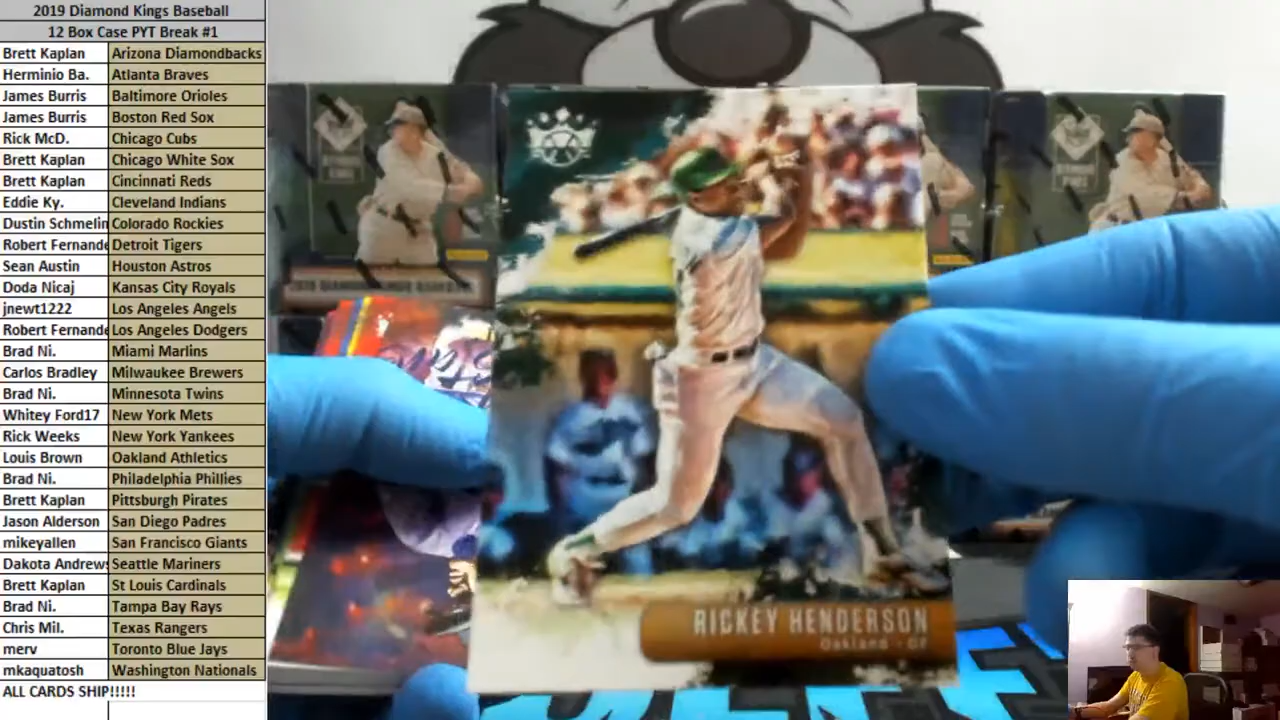 2019 Diamond Kings Baseball
12 Box Case PYT Break #1
Brett Kaplan Arizona Diamondbacks
Herminio Ba. Atlanta Braves
James Burris Baltimore Orioles
James Burris Boston Red Sox
Rick McD. Chicago Cubs
Brett Kaplan Chicago White Sox
Brett Kaplan Cincinnati Reds
Eddie Ky. Cleveland Indians
Dustin Schmelin Colorado Rockies
Robert Fernande Detroit Tigers
Sean Austin Houston Astros
Doda Nicaj Kansas City Royals
jnewt1222 Los Angeles Angels
Robert Fernande Los Angeles Dodgers
Brad Ni. Miami Marlins
Carlos Bradley Milwaukee Brewers
Brad Ni. Minnesota Twins
Whitey Ford17 New York Mets
Rick Weeks New York Yankees
Louis Brown Oakland Athletics
Brad Ni. Philadelphia Phillies
Brett Kaplan Pittsburgh Pirates
Jason Alderson San Diego Padres
mikeyallen San Francisco Giants
Dakota Andrews Seattle Mariners
Brett Kaplan St Louis Cardinals
Brad Ni. Tampa Bay Rays
Chris Mil. Texas Rangers
merv Toronto Blue Jays
mkaquatosh Washington Nationals
ALL CARDS SHIP!!!!!
RICKEY HENDERSON
Oakland - OF